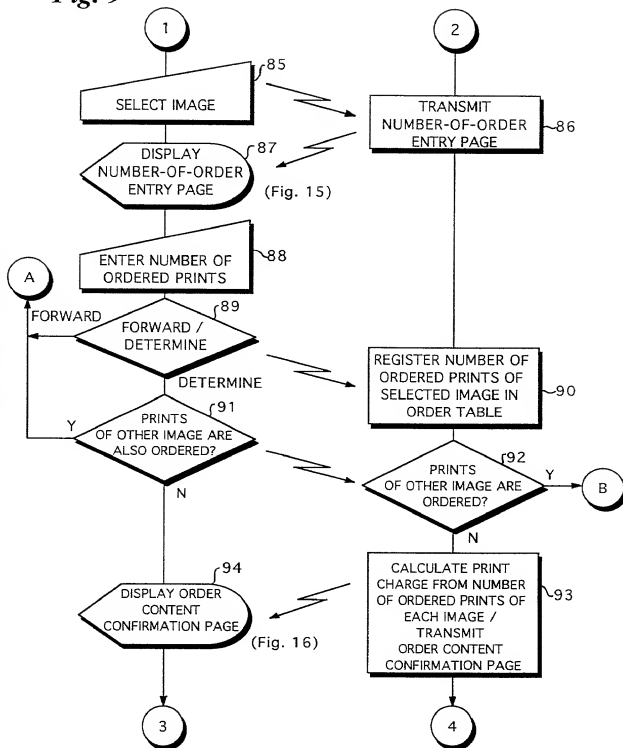 Fig. 9
1
2
85
SELECT IMAGE
TRANSMIT
NUMBER-OF-ORDER
ENTRY PAGE
86
87
DISPLAY
NUMBER-OF-ORDER
ENTRY PAGE
(Fig. 15)
88
ENTER NUMBER OF
ORDERED PRINTS
A
FORWARD
89
FORWARD /
DETERMINE
DETERMINE
REGISTER NUMBER OF
ORDERED PRINTS OF
SELECTED IMAGE IN
ORDER TABLE
90
91
Y
PRINTS
OF OTHER IMAGE ARE
ALSO ORDERED?
N
92
PRINTS
OF OTHER IMAGE ARE
ORDERED?
Y
B
N
94
DISPLAY ORDER
CONTENT
CONFIRMATION PAGE
(Fig. 16)
CALCULATE PRINT
CHARGE FROM NUMBER
OF ORDERED PRINTS OF
EACH IMAGE /
TRANSMIT
ORDER CONTENT
CONFIRMATION PAGE
93
3
4